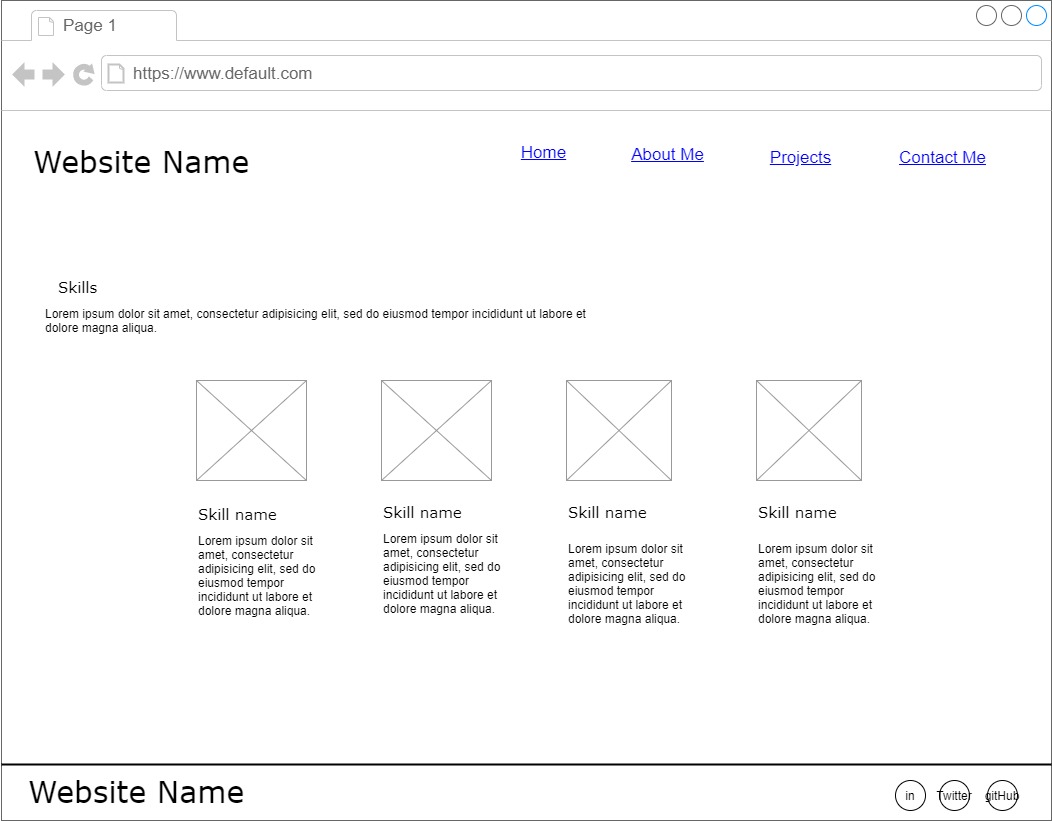 Page 1
https://www.default.com
Website Name
Home
About Me
Projects
Contact Me
Skills
Lorem ipsum dolor sit amet, consectetur adipisicing elit, sed do eiusmod tempor incididunt ut labore et
dolore magna aliqua.
Skill name
Lorem ipsum dolor sit
amet, consectetur
adipisicing elit, sed do
eiusmod tempor
incididunt ut labore et
dolore magna aliqua.
Skill name
Lorem ipsum dolor sit
amet, consectetur
adipisicing elit, sed do
eiusmod tempor
incididunt ut labore et
dolore magna aliqua.
Skill name
Lorem ipsum dolor sit
amet, consectetur
adipisicing elit, sed do
eiusmod tempor
incididunt ut labore et
dolore magna aliqua.
Skill name
Lorem ipsum dolor sit
amet, consectetur
adipisicing elit, sed do
eiusmod tempor
incididunt ut labore et
dolore magna aliqua.
Website Name
in
Twitter
gitHub